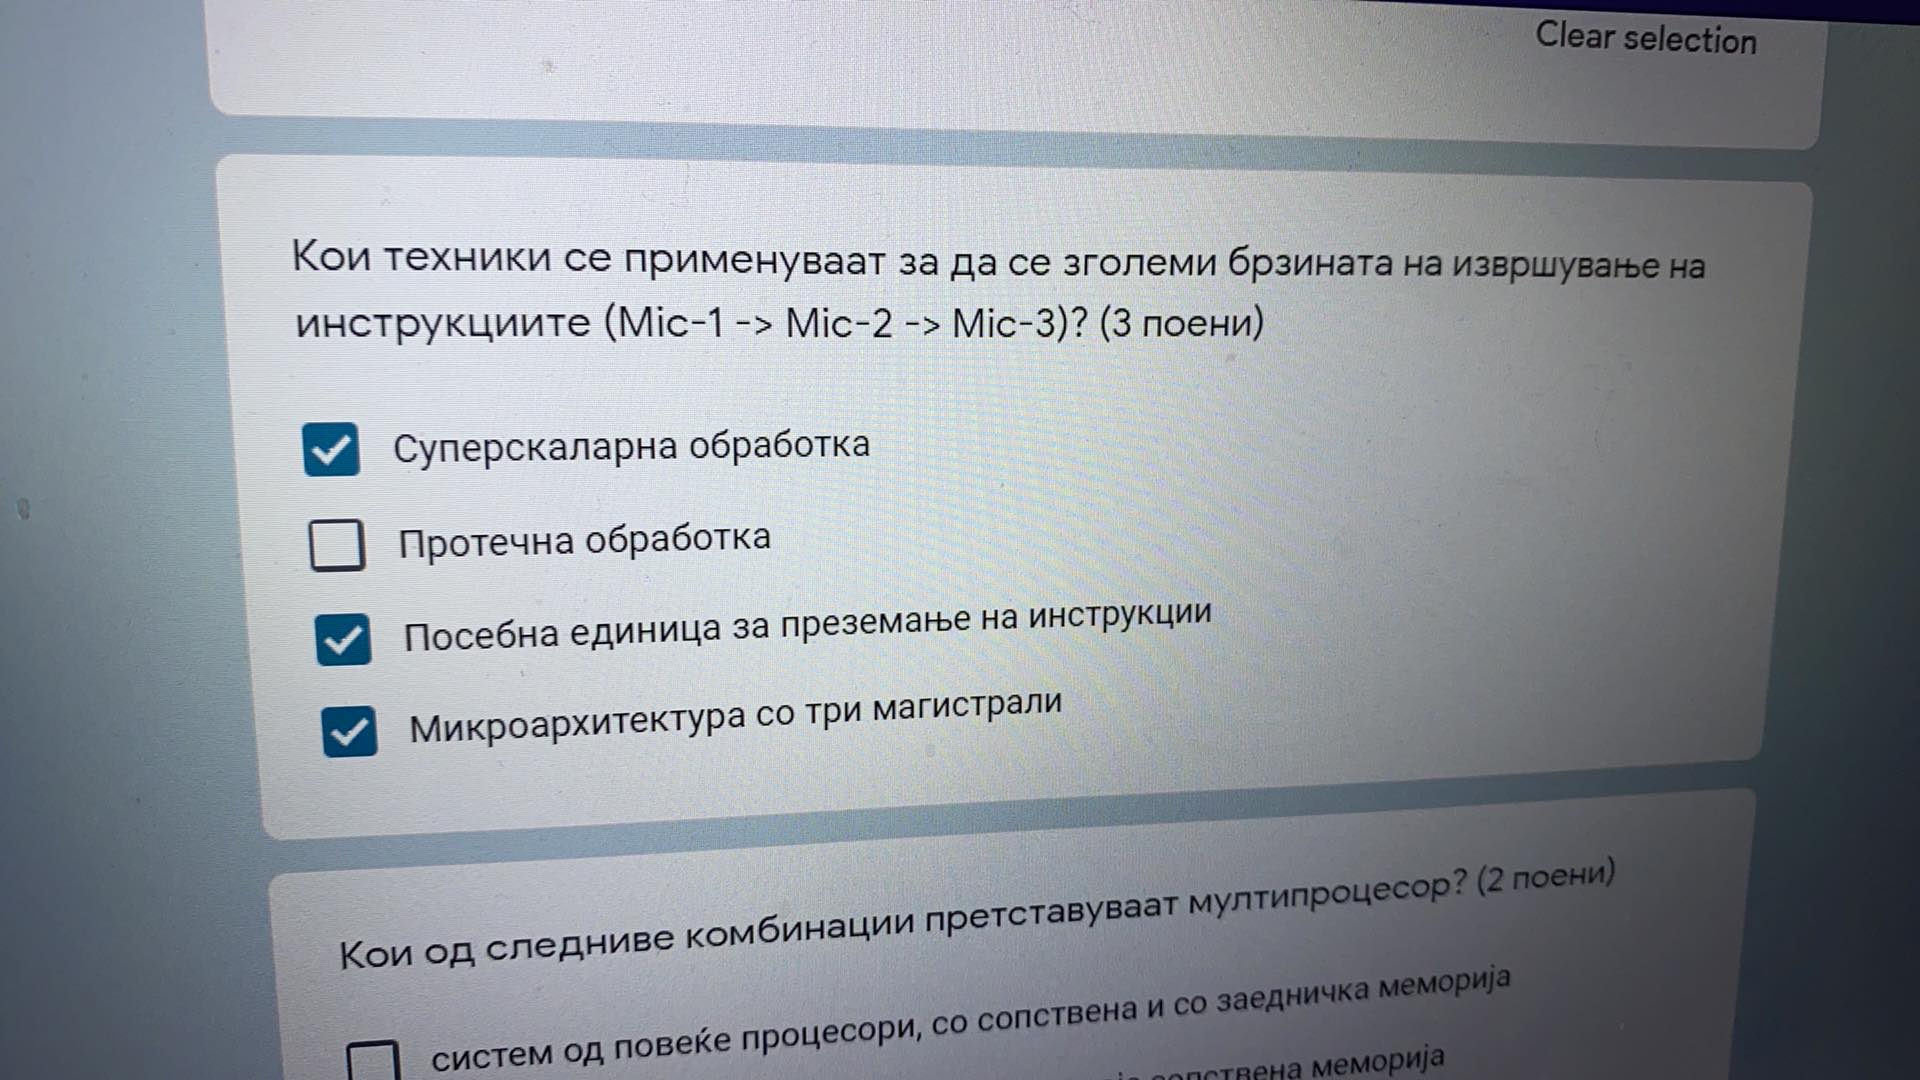 Clear selection
Кои техники се применуваат за да се зголеми брзината на извршување на
инструкциите (Mic-1 -> Mic-2 -> Mic-3)? (3 поени)
Суперскаларна обработка
Протечна обработка
Посебна единица за преземање на инструкции
Микроархитектура со три магистрали
Кои од следниве комбинации претставуваат мултипроцесор? (2 поени)
систем од повеќе процесори, со сопствена и со заедничка меморија
сопствена меморија